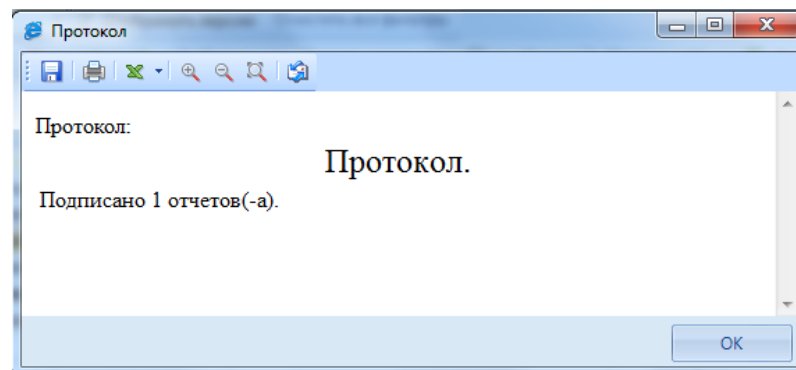 Протокол
Протокол:
Протокол.
Подписано 1 отчетов(-а).
OK